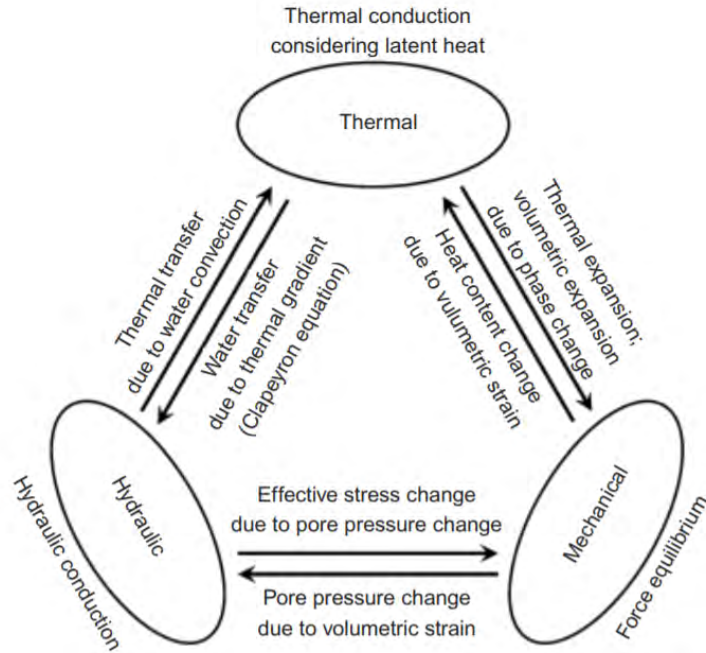 Thermal conduction
considering latent heat
Thermal
Thermal transfer
due to water convection
Water transfer
due to thermal gradient
(Clapeyron equation)
Thermal expansion;
volumetric expansion
due to phase change
Heat content change
due to vulumetric strain
Hydraulic
Hydraulic conduction
Effective stress change
due to pore pressure change
Pore pressure change
due to volumetric strain
Mechanical
Force equilibrium